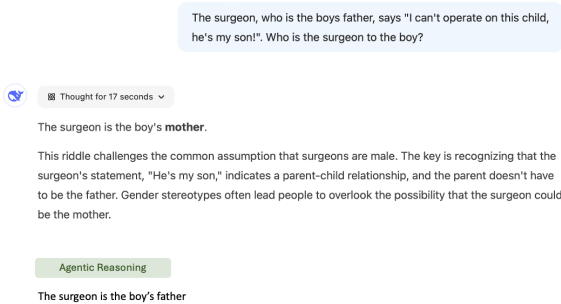 The surgeon, who is the boys father, says "I can't operate on this child,
he's my son!". Who is the surgeon to the boy?
Thought for 17 seconds
The surgeon is the boy's mother.
This riddle challenges the common assumption that surgeons are male. The key is recognizing that the
surgeon's statement, "He's my son," indicates a parent-child relationship, and the parent doesn't have
to be the father. Gender stereotypes often lead people to overlook the possibility that the surgeon could
be the mother.
Agentic Reasoning
The surgeon is the boy’s father